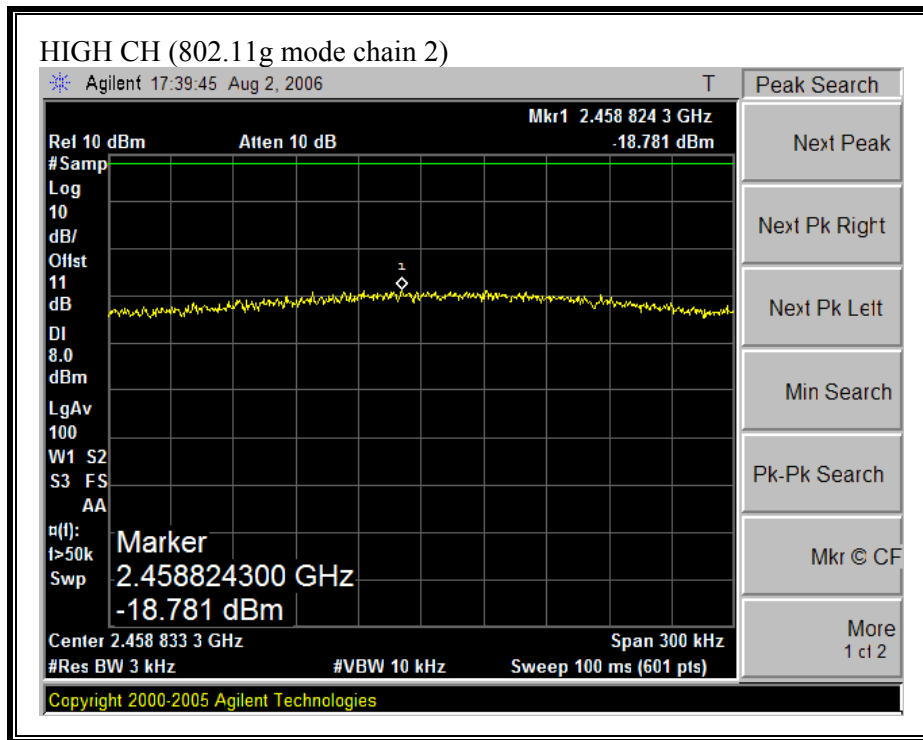 HIGH CH (802.11g mode chain 2)
Agilent 17:39:45 Aug 2, 2006 T
Peak Search
Mkr1 2.458 824 3 GHz
Ref 10 dBm Atten 10 dB -18.781 dBm
#Samp
Log
10
dB/
Offst
11
dB
DI
8.0
dBm
LgAv
100
W1 S2
S3 FS
AA
¤(f):
f>50k
Swp
1
Marker
2.458824300 GHz
-18.781 dBm
Center 2.458 833 3 GHz Span 300 kHz
#Res BW 3 kHz #VBW 10 kHz Sweep 100 ms (601 pts)
Copyright 2000-2005 Agilent Technologies
Next Peak
Next Pk Right
Next Pk Left
Min Search
Pk-Pk Search
Mkr © CF
More
1 of 2